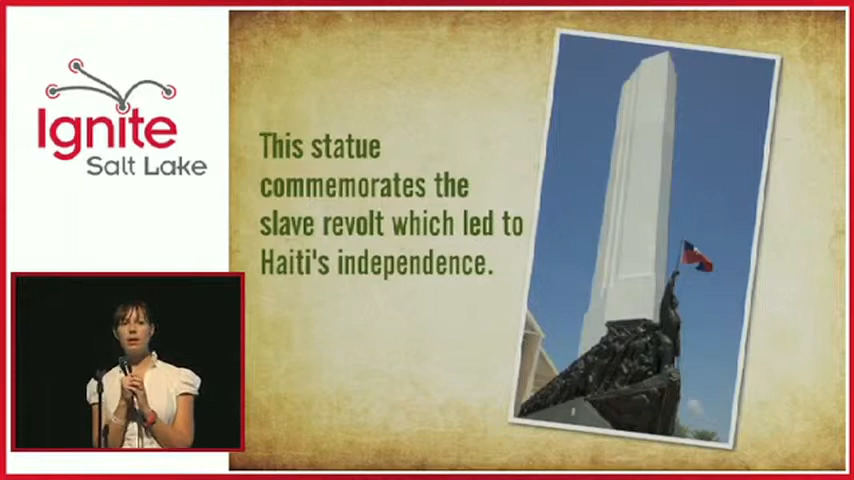 Ignite
Salt Lake
This statue
commemorates the
slave revolt which led to
Haiti's independence.